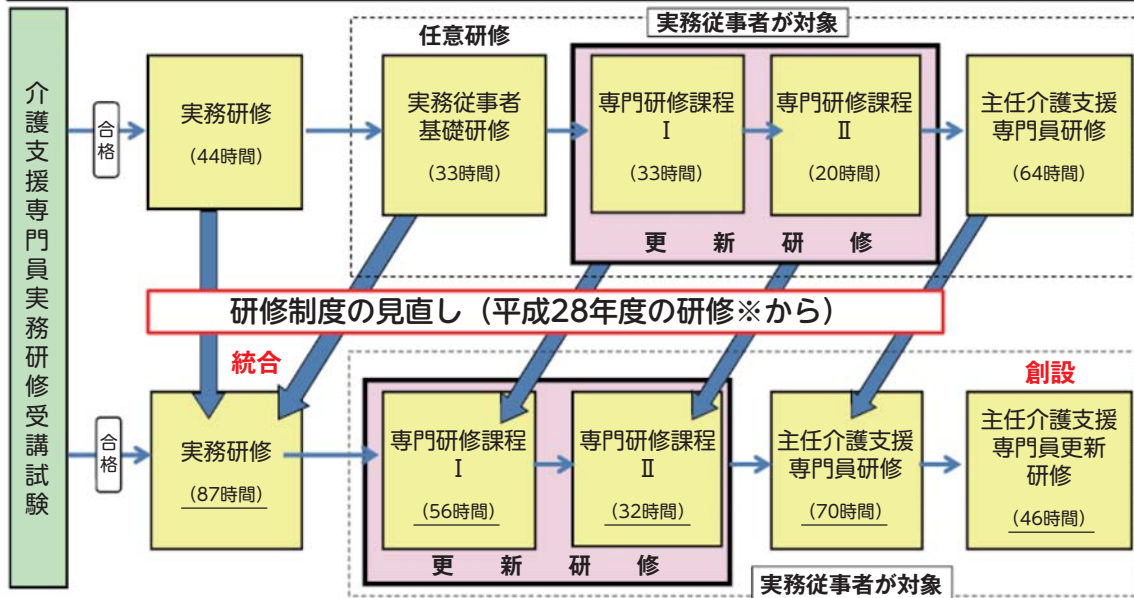 介護支援専門員実務研修受講試験
実務従事者が対象
任意研修
合格
実務研修
(44時間)
実務従事者
基礎研修
(33時間)
専門研修課程
Ⅰ
(33時間)
専門研修課程
Ⅱ
(20時間)
主任介護支援
専門員研修
(64時間)
更新研修
研修制度の見直し（平成28年度の研修※から）
統合
創設
合格
実務研修
(87時間)
専門研修課程
Ⅰ
(56時間)
専門研修課程
Ⅱ
(32時間)
主任介護支援
専門員研修
(70時間)
主任介護支援
専門員更新
研修
(46時間)
更新研修
実務従事者が対象